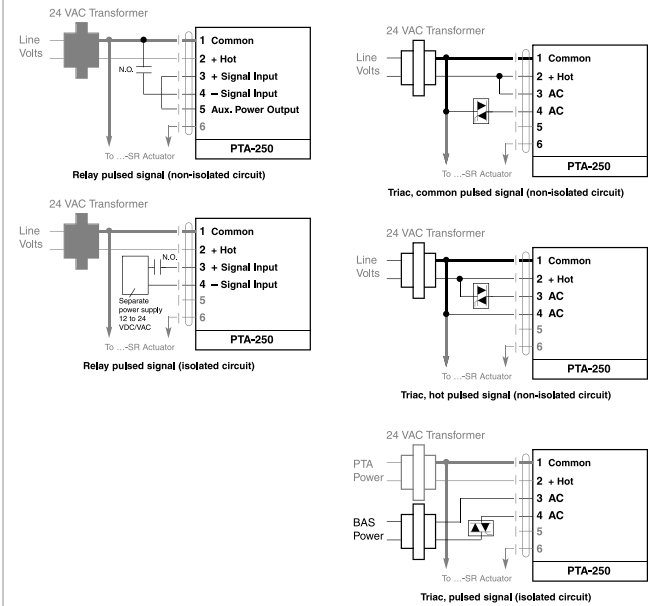 24 VAC Transformer
Line
Volts
1 Common
2 + Hot
N.O.
3 + Signal Input
4 − Signal Input
5 Aux. Power Output
6
PTA-250
To ...-SR Actuator
Relay pulsed signal (non-isolated circuit)
24 VAC Transformer
Line
Volts
1 Common
2 + Hot
N.O.
3 + Signal Input
4 − Signal Input
5
6
Separate
power supply
12 to 24
VDC/VAC
PTA-250
To ...-SR Actuator
Relay pulsed signal (isolated circuit)
24 VAC Transformer
Line
Volts
1 Common
2 + Hot
3 AC
4 AC
5
6
PTA-250
To ...-SR Actuator
Triac, common pulsed signal (non-isolated circuit)
24 VAC Transformer
Line
Volts
1 Common
2 + Hot
3 AC
4 AC
5
6
PTA-250
To ...-SR Actuator
Triac, hot pulsed signal (non-isolated circuit)
24 VAC Transformer
PTA
Power
1 Common
2 + Hot
3 AC
4 AC
5
6
BAS
Power
PTA-250
To ...-SR Actuator
Triac, pulsed signal (isolated circuit)